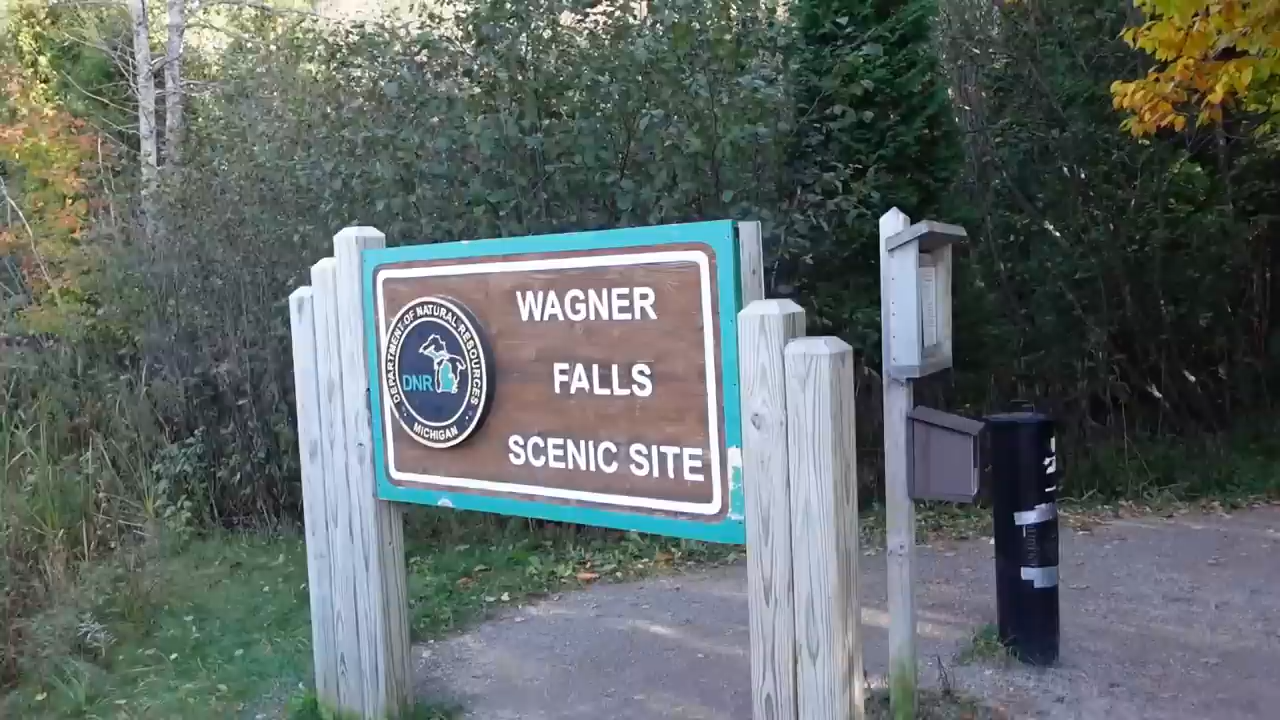 WAGNER
FALLS
SCENIC SITE
DEPARTMENT OF NATURAL RESOURCES
DNR
MICHIGAN